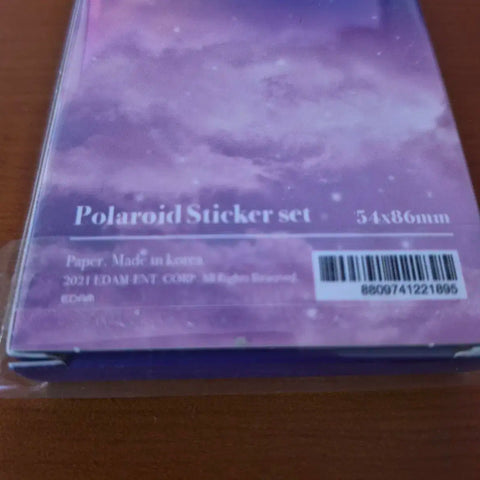 Polaroid Sticker set 54x86mm
Paper. Made in korea
2021 EDAM-ENT CORP All Rights Reserved.
EDAM
8809741221895